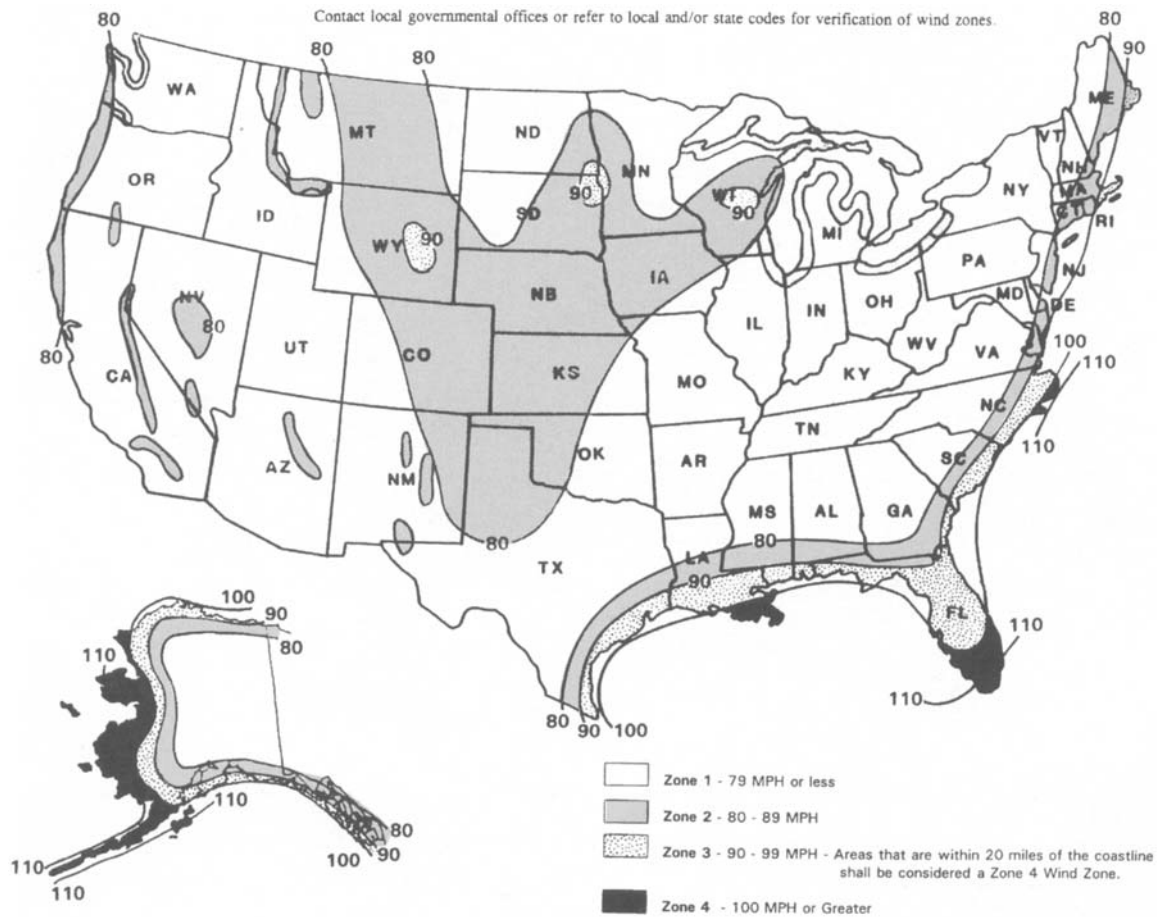 Contact local governmental offices or refer to local and/or state codes for verification of wind zones.
80
80
80
80
90
WA
MT
ND
MN
ME
VT
NH
OR
ID
SD
90
WI
90
NY
MA
CT
RI
WY
90
MI
NV
80
NB
IA
PA
NJ
80
UT
CO
IL
IN
OH
MD
DE
CA
KS
MO
WV
VA
100
110
KY
NC
110
AZ
NM
OK
TN
AR
SC
80
TX
MS
AL
GA
LA
80
90
FL
110
110
80
90
100
100
90
80
110
110
110
110
80
90
100
Zone 1 - 79 MPH or less
Zone 2 - 80 - 89 MPH
Zone 3 - 90 - 99 MPH - Areas that are within 20 miles of the coastline
shall be considered a Zone 4 Wind Zone.
Zone 4 - 100 MPH or Greater